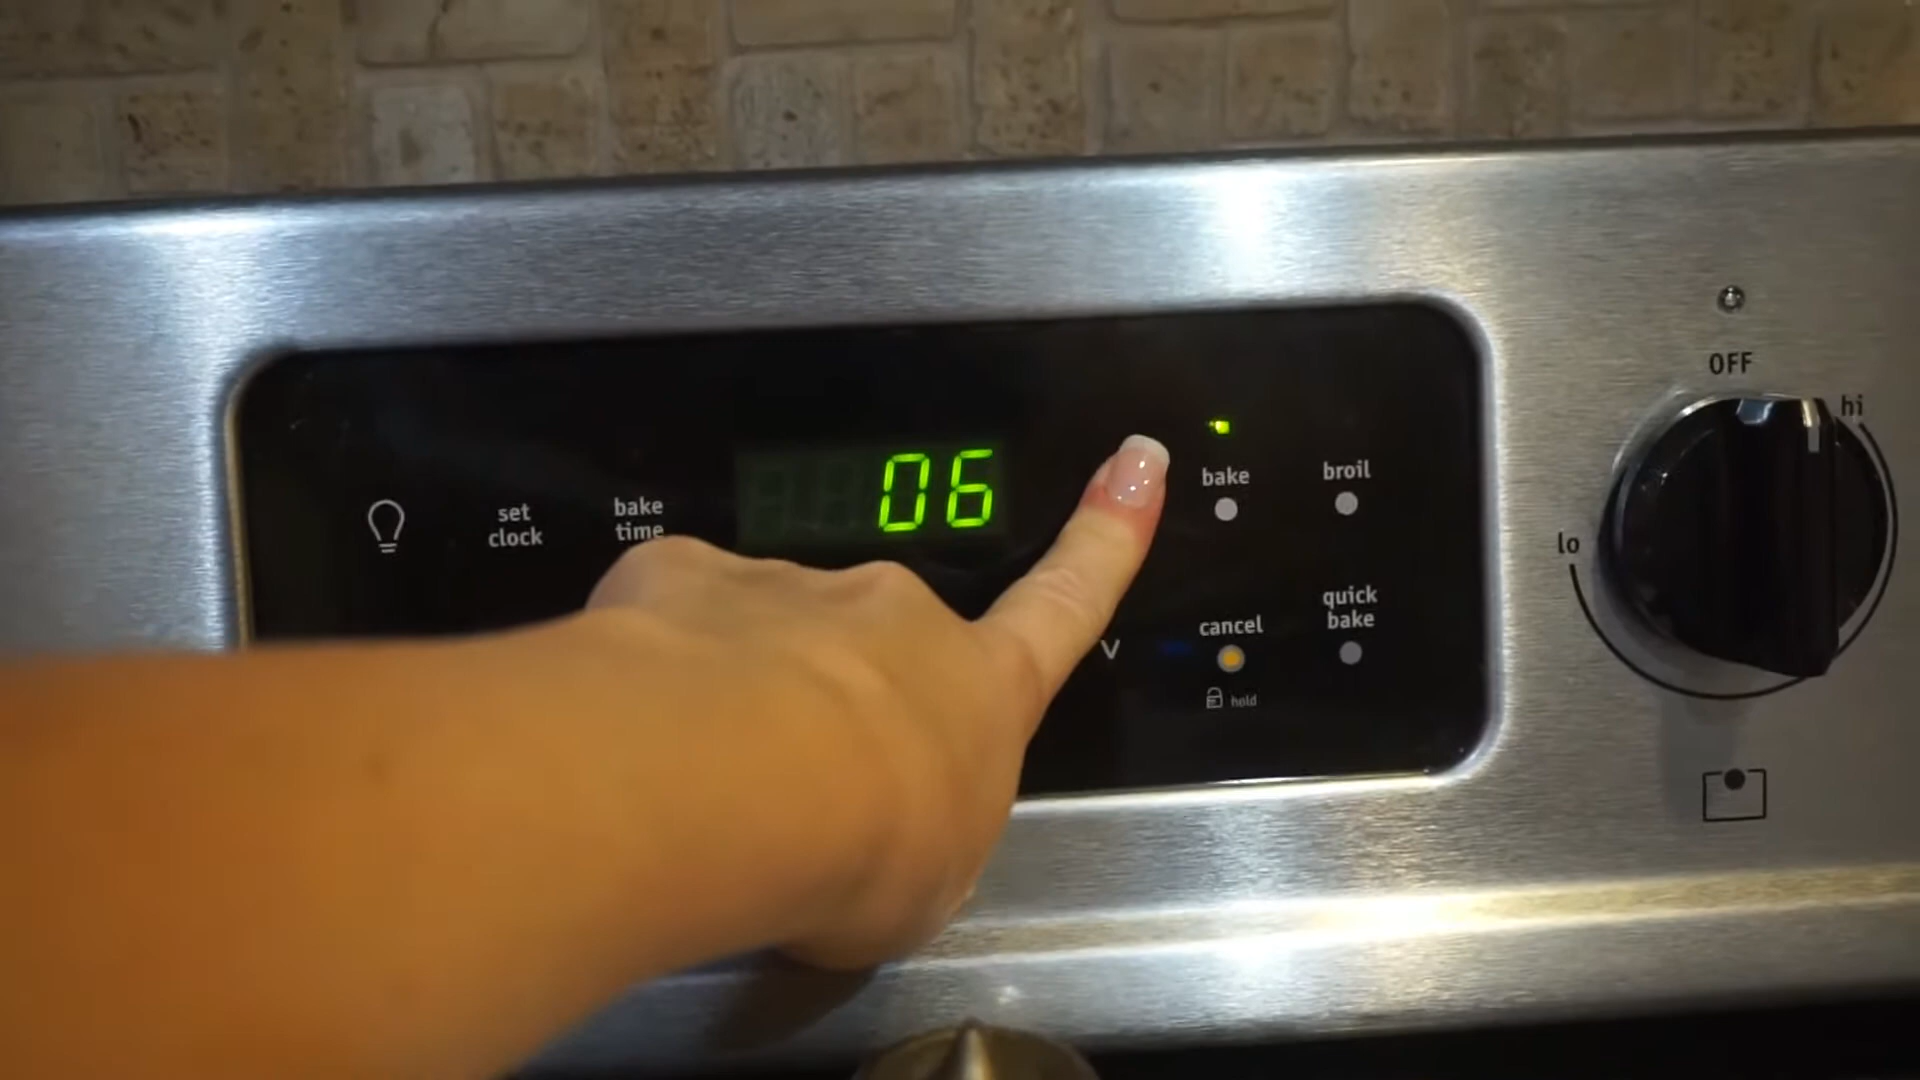 OFF
hi
lo
set
clock
bake
time
06
bake
broil
quick
bake
cancel
hold